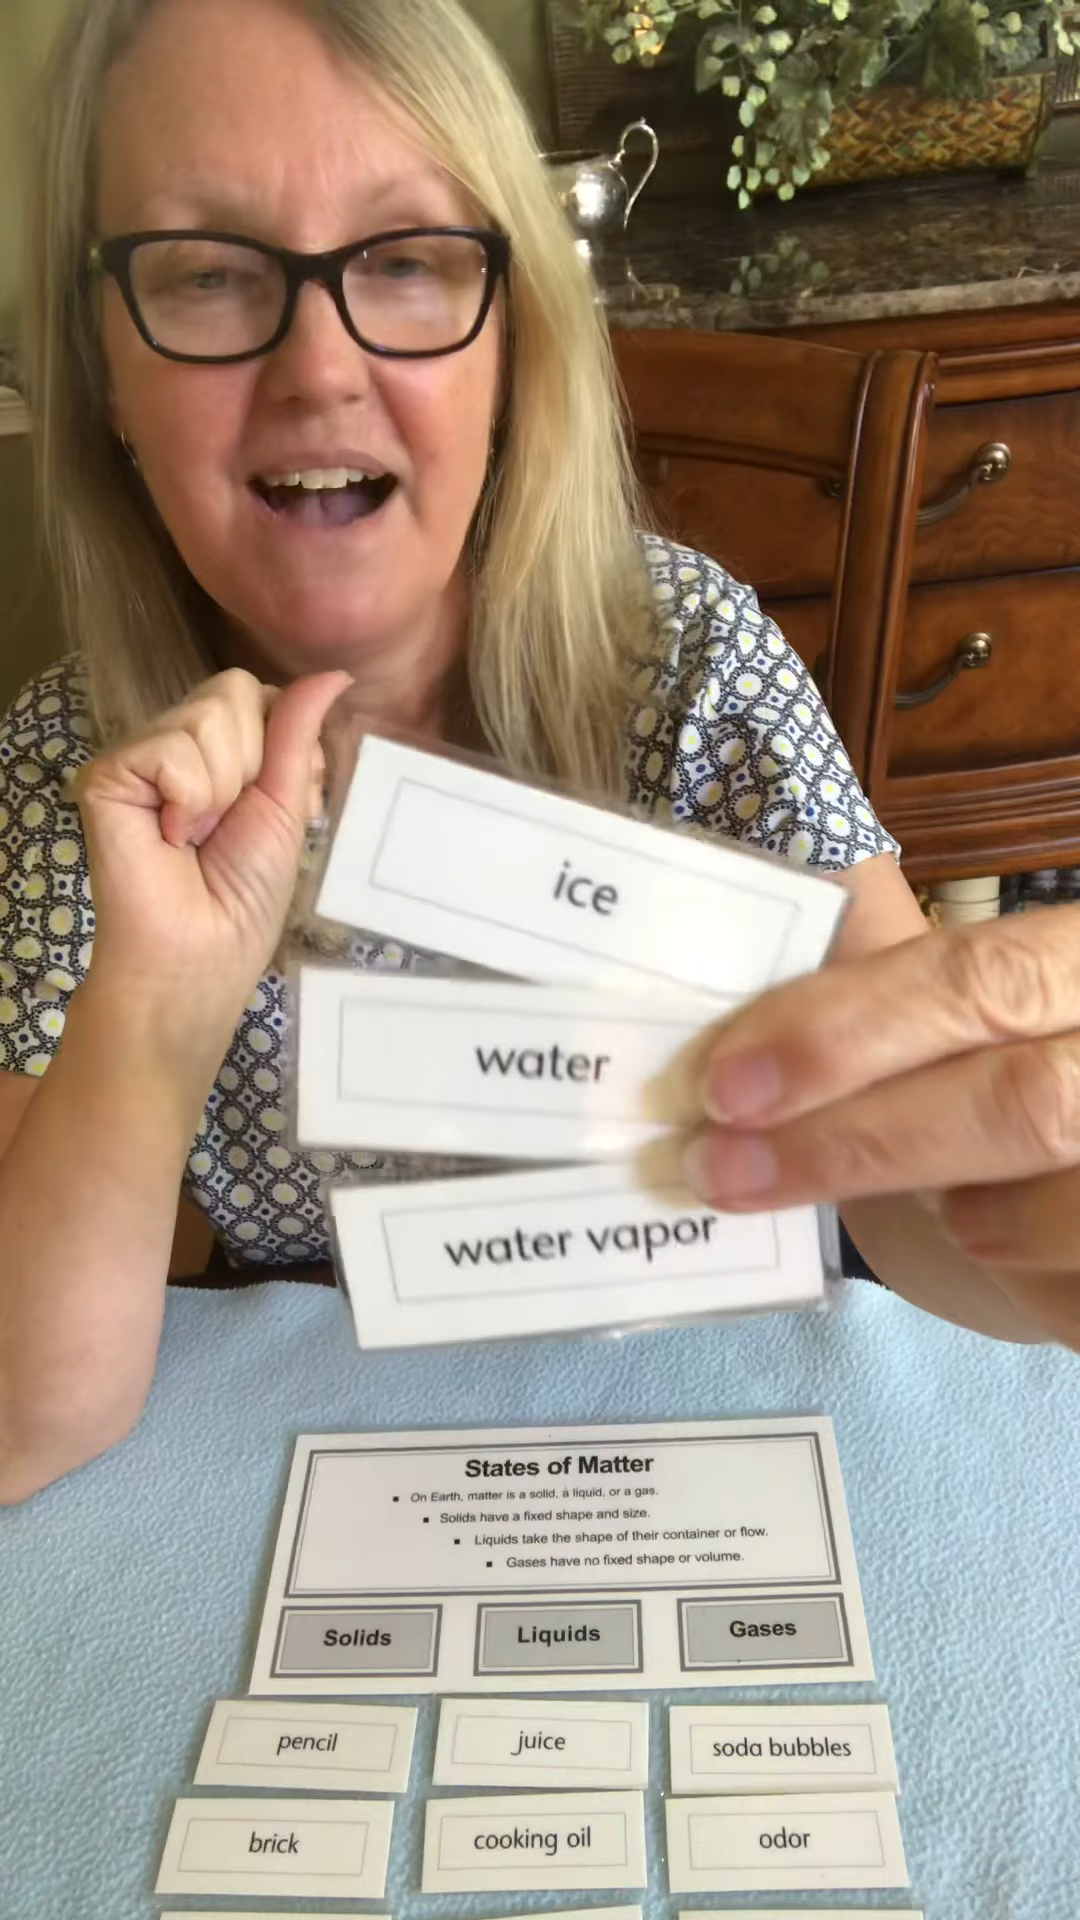 ice
water
water vapor
States of Matter
▪ On Earth, matter is a solid, a liquid, or a gas.
▪ Solids have a fixed shape and size.
▪ Liquids take the shape of their container or flow.
▪ Gases have no fixed shape or volume.
Solids Liquids Gases
pencil juice soda bubbles
brick cooking oil odor